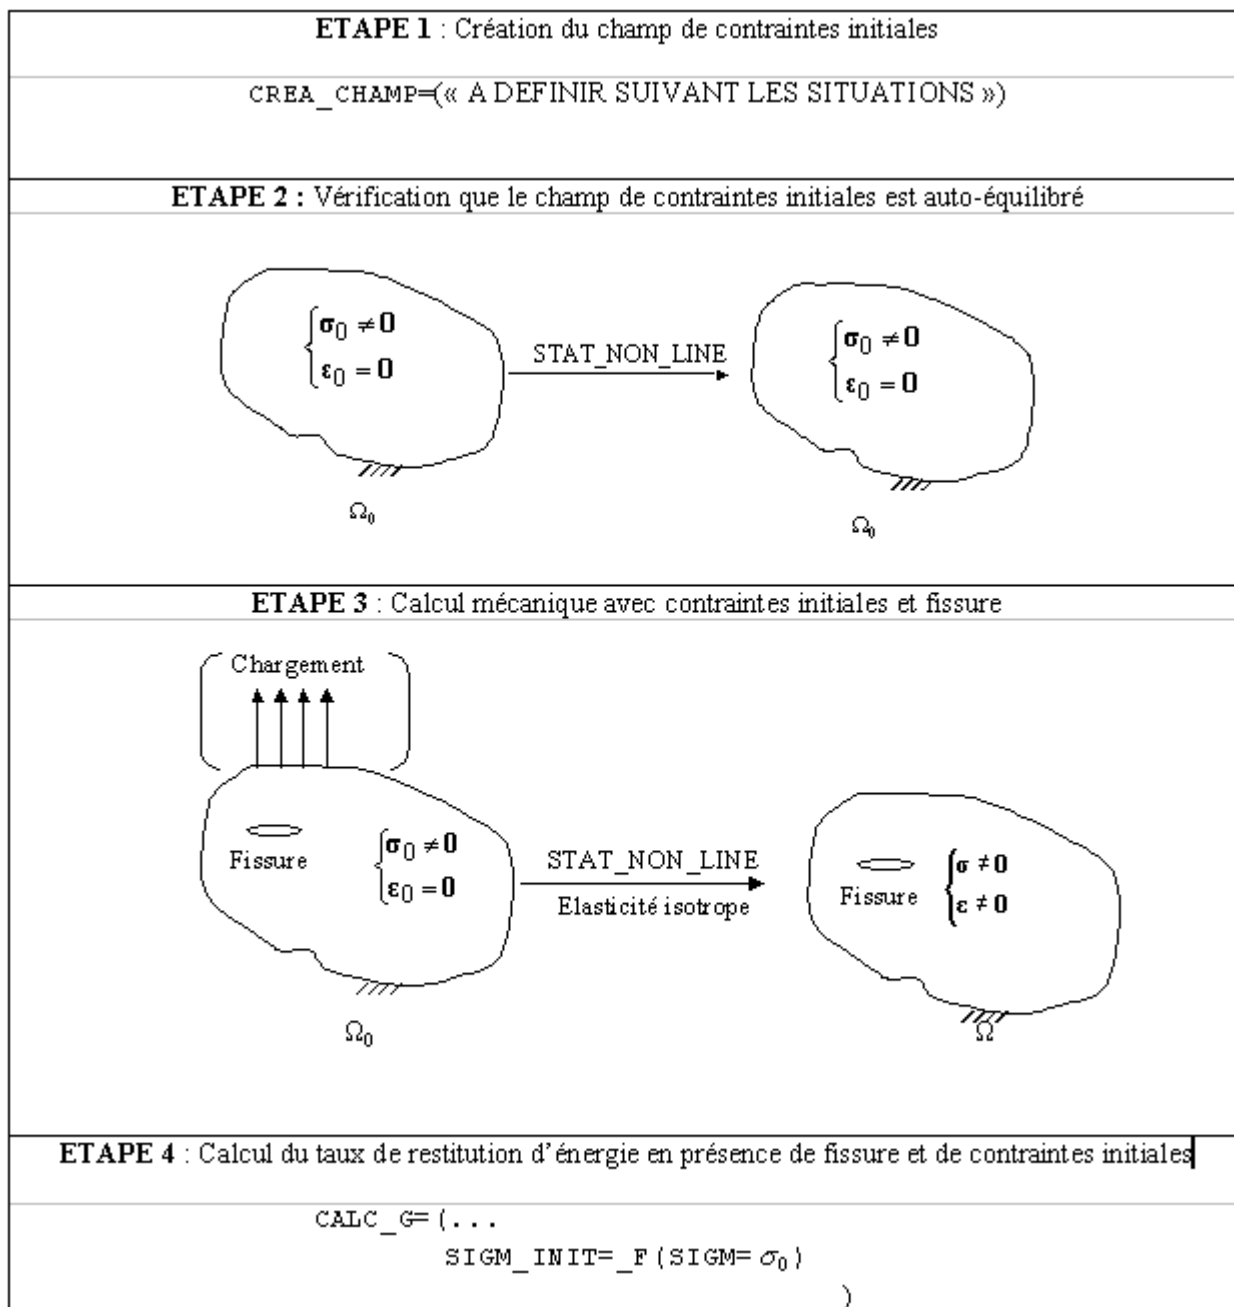 ETAPE 1 : Création du champ de contraintes initiales
CREA_CHAMP=(« A DEFINIR SUIVANT LES SITUATIONS »)
ETAPE 2 : Vérification que le champ de contraintes initiales est auto-équilibré
σ0 ≠ 0
ε0 = 0
STAT_NON_LINE
σ0 ≠ 0
ε0 = 0
Ω0
Ω0
ETAPE 3 : Calcul mécanique avec contraintes initiales et fissure
Chargement
Fissure
σ0 ≠ 0
ε0 = 0
STAT_NON_LINE
Elasticité isotrope
Fissure
σ ≠ 0
ε ≠ 0
Ω0
Ω
ETAPE 4 : Calcul du taux de restitution d'énergie en présence de fissure et de contraintes initiales
CALC_G=(...
SIGM_INIT=_F(SIGM= σ0)
)